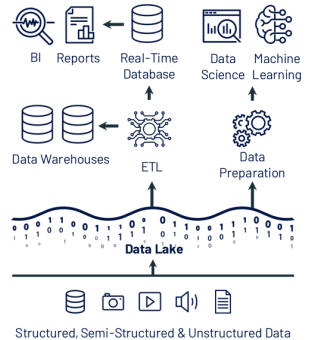 BI
Reports
Real-Time
Database
Data
Science
Machine
Learning
Data Warehouses
ETL
Data
Preparation
Data Lake
Structured, Semi-Structured & Unstructured Data